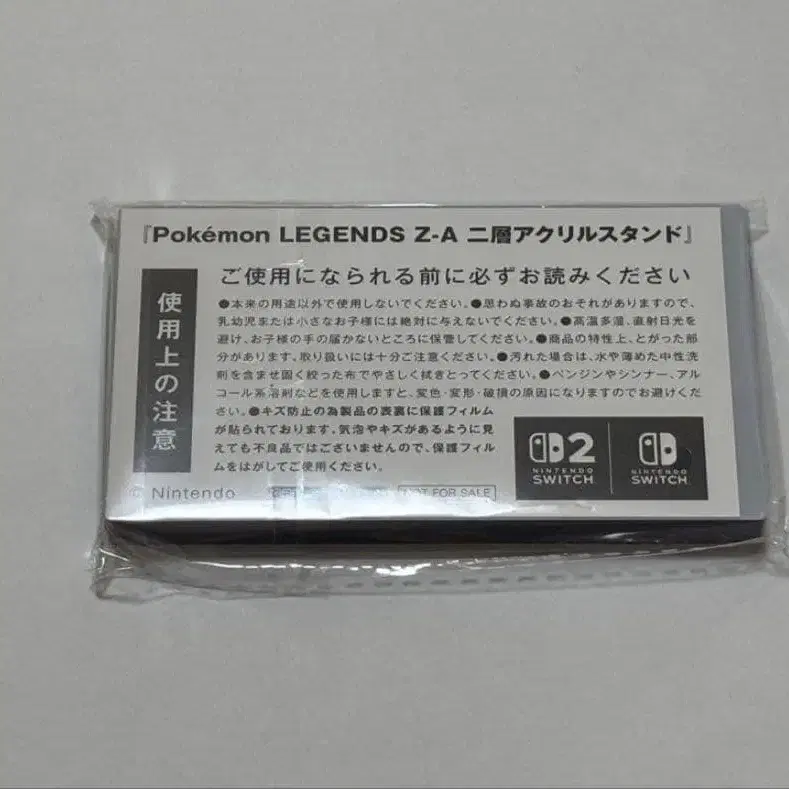 『Pokémon LEGENDS Z-A 二層アクリルスタンド』
ご使用になられる前に必ずお読みください
使用上の注意
●本来の用途以外で使用しないでください。●思わぬ事故のおそれがありますので、
乳幼児または小さなお子様には絶対に与えないでください。●高温多湿、直射日光を
避け、お子様の手の届かないところに保管してください。●商品の特性上、とがった部
分があります、取り扱いには十分ご注意ください。●汚れた場合は、水や薄めた中性洗
剤を含ませ固く絞った布でやさしく拭きとってください。●ベンジンやシンナー、アル
コール系溶剤などを使用しますと、変色・変形・破損の原因になりますのでお避けくだ
さい。●キズ防止の為製品の表裏に保護フィルム
が貼られております。気泡やキズがあるように見
えても不良品ではございませんので、保護フィル
ムをはがしてご使用ください。
2
NINTENDO
SWITCH
NINTENDO
SWITCH
© Nintendo
NOT FOR SALE